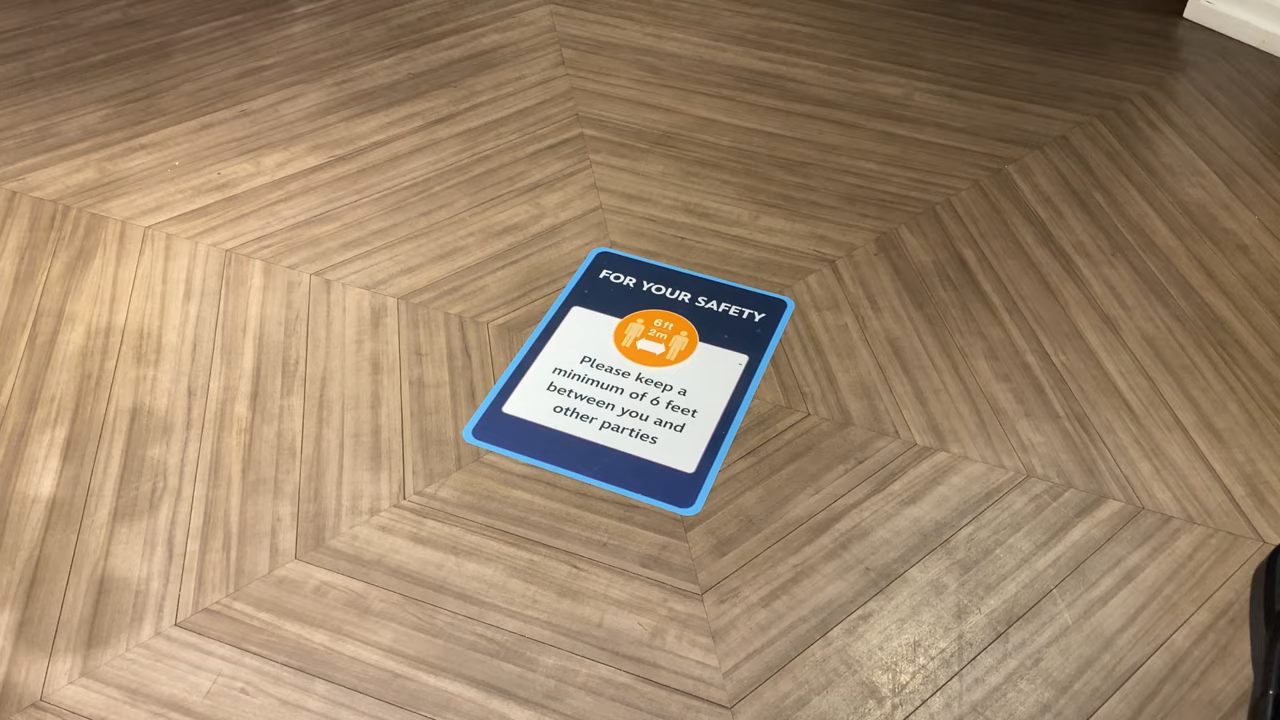 FOR YOUR SAFETY
6ft
2m
Please keep a
minimum of 6 feet
between you and
other parties